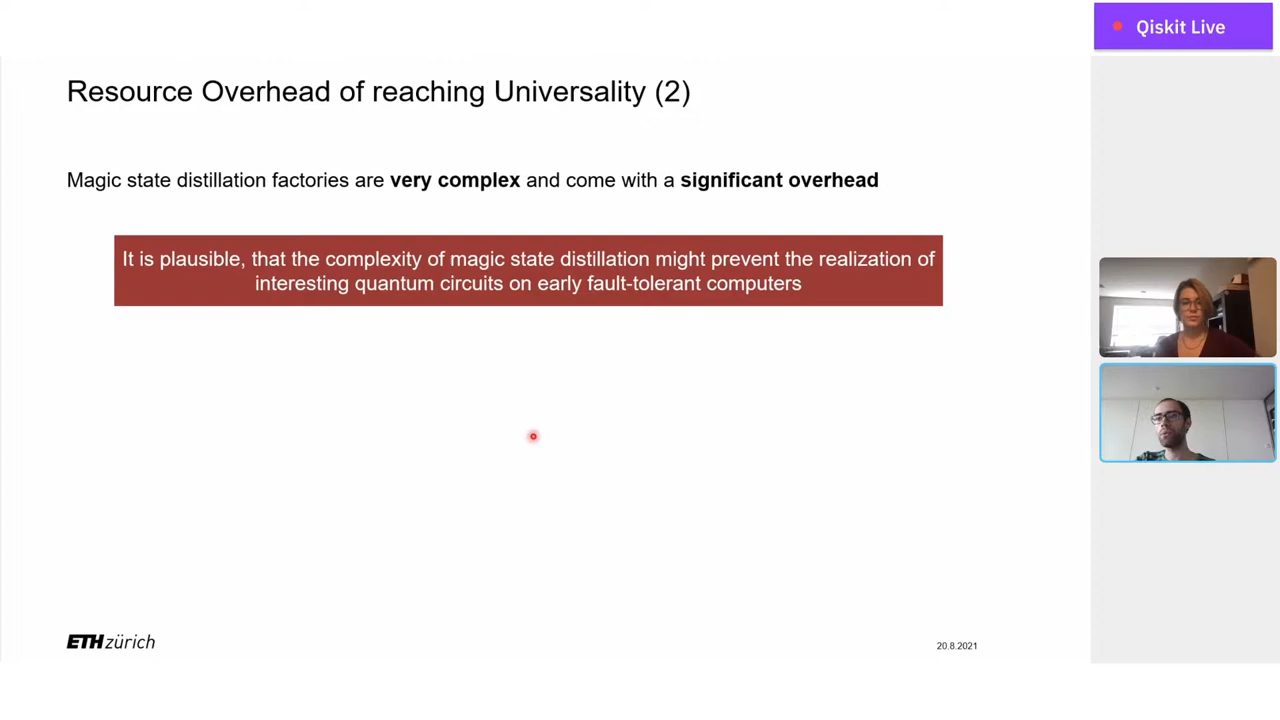 Qiskit Live
Resource Overhead of reaching Universality (2)
Magic state distillation factories are very complex and come with a significant overhead
It is plausible, that the complexity of magic state distillation might prevent the realization of
interesting quantum circuits on early fault-tolerant computers
ETH zürich
20.8.2021